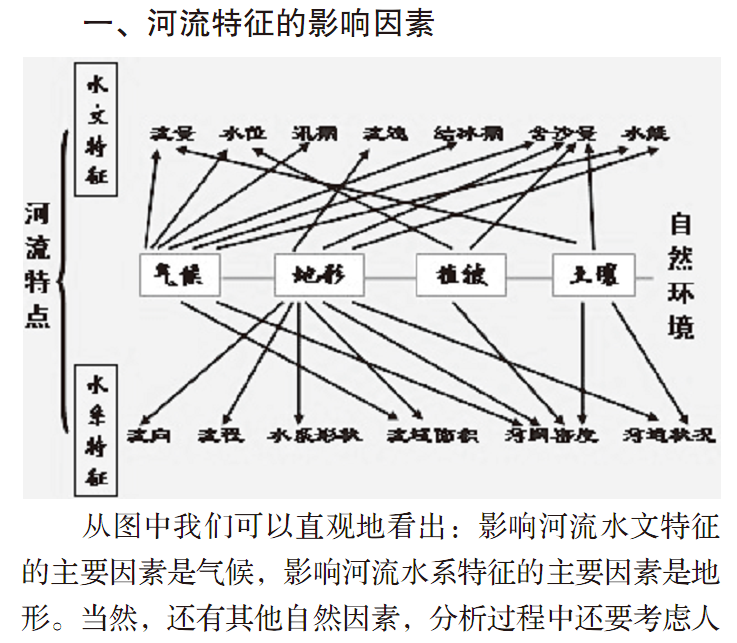 一、河流特征的影响因素
水文特征
流量 水位 汛期 流速 结冰期 含沙量 水能
河流特点
气候 地形 植被 土壤
自然环境
水系特征
流向 流程 水系形状 流域面积 河网密度 河道状况
从图中我们可以直观地看出：影响河流水文特征
的主要因素是气候，影响河流水系特征的主要因素是地
形。当然，还有其他自然因素，分析过程中还要考虑人